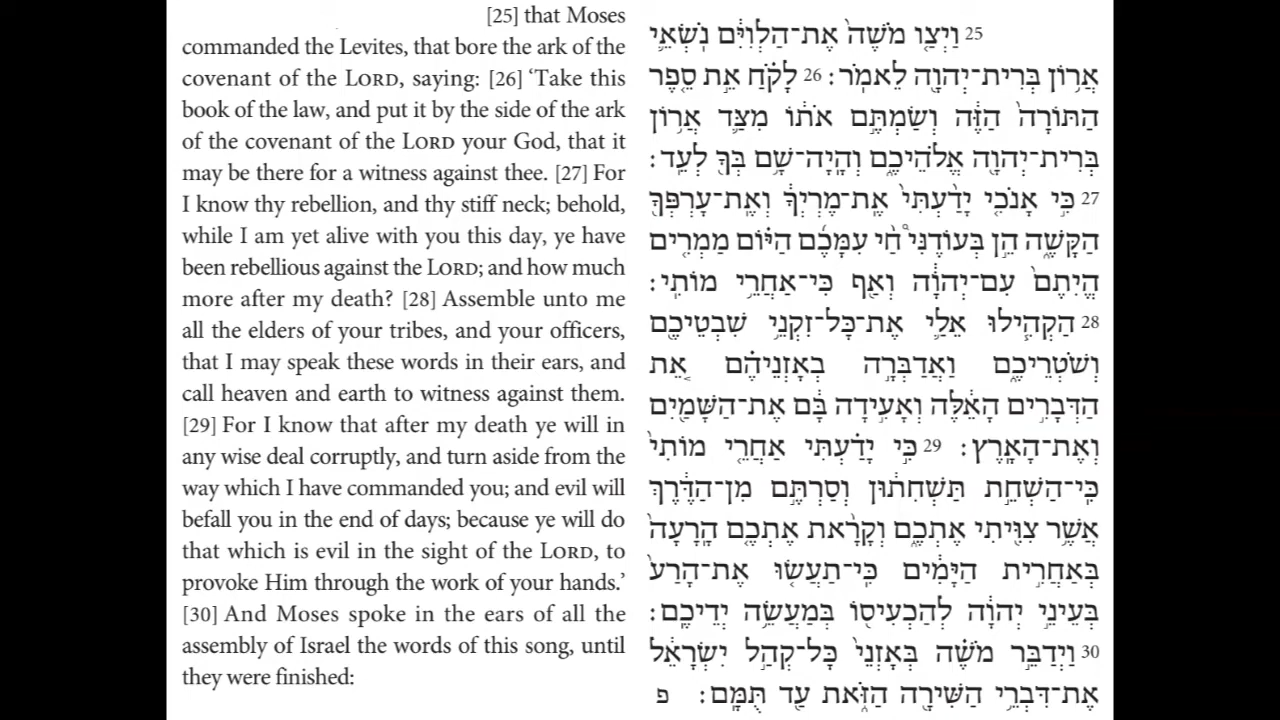 [25] that Moses
commanded the Levites, that bore the ark of the
covenant of the LORD, saying: [26] ‘Take this
book of the law, and put it by the side of the ark
of the covenant of the LORD your God, that it
may be there for a witness against thee. [27] For
I know thy rebellion, and thy stiff neck; behold,
while I am yet alive with you this day, ye have
been rebellious against the LORD; and how much
more after my death? [28] Assemble unto me
all the elders of your tribes, and your officers,
that I may speak these words in their ears, and
call heaven and earth to witness against them.
[29] For I know that after my death ye will in
any wise deal corruptly, and turn aside from the
way which I have commanded you; and evil will
befall you in the end of days; because ye will do
that which is evil in the sight of the LORD, to
provoke Him through the work of your hands.’
[30] And Moses spoke in the ears of all the
assembly of Israel the words of this song, until
they were finished:
25 וַיְצַ֤ו מֹשֶׁה֙ אֶת־הַלְוִיִּ֔ם נֹֽשְׂאֵ֛י
אֲר֥וֹן בְּרִית־יְהוָ֖ה לֵאמֹֽר׃ 26 לָקֹ֗חַ אֵ֣ת סֵ֤פֶר
הַתּוֹרָה֙ הַזֶּ֔ה וְשַׂמְתֶּ֣ם אֹת֔וֹ מִצַּ֛ד אֲר֥וֹן
בְּרִית־יְהוָ֖ה אֱלֹהֵיכֶ֑ם וְהָֽיָה־שָׁ֥ם בְּךָ֖ לְעֵֽד׃
27 כִּ֣י אָנֹכִ֤י יָדַ֙עְתִּי֙ אֶֽת־מֶרְיְךָ֔ וְאֶֽת־עָרְפְּךָ֖
הַקָּשֶׁ֑ה הֵ֣ן בְּעוֹדֶנִּי֩ חַ֨י עִמָּכֶ֜ם הַיּ֗וֹם מַמְרִ֤ים
הֱיִתֶם֙ עִם־יְהוָ֔ה וְאַ֖ף כִּי־אַחֲרֵ֥י מוֹתִֽי׃
28 הַקְהִ֧ילוּ אֵלַ֛י אֶת־כָּל־זִקְנֵ֥י שִׁבְטֵיכֶ֖ם
וְשֹׁטְרֵיכֶ֑ם וַאֲדַבְּרָ֣ה בְאָזְנֵיהֶ֗ם אֵ֚ת
הַדְּבָרִ֣ים הָאֵ֔לֶּה וְאָעִ֣ידָה בָּ֔ם אֶת־הַשָּׁמַ֖יִם
וְאֶת־הָאָֽרֶץ׃ 29 כִּ֣י יָדַ֗עְתִּי אַחֲרֵ֤י מוֹתִי֙
כִּֽי־הַשְׁחֵ֣ת תַּשְׁחִת֔וּן וְסַרְתֶּ֣ם מִן־הַדֶּ֔רֶךְ
אֲשֶׁ֥ר צִוִּ֖יתִי אֶתְכֶ֑ם וְקָרָ֨את אֶתְכֶ֤ם הָֽרָעָה֙
בְּאַחֲרִ֣ית הַיָּמִ֔ים כִּֽי־תַעֲשׂ֤וּ אֶת־הָרַע֙
בְּעֵינֵ֣י יְהוָ֔ה לְהַכְעִיס֖וֹ בְּמַעֲשֵׂ֥ה יְדֵיכֶֽם׃
30 וַיְדַבֵּ֣ר מֹשֶׁ֗ה בְּאָזְנֵי֙ כָּל־קְהַ֣ל יִשְׂרָאֵ֔ל
אֶת־דִּבְרֵ֥י הַשִּׁירָ֖ה הַזֹּ֑את עַ֖ד תֻּמָּֽם׃ פ